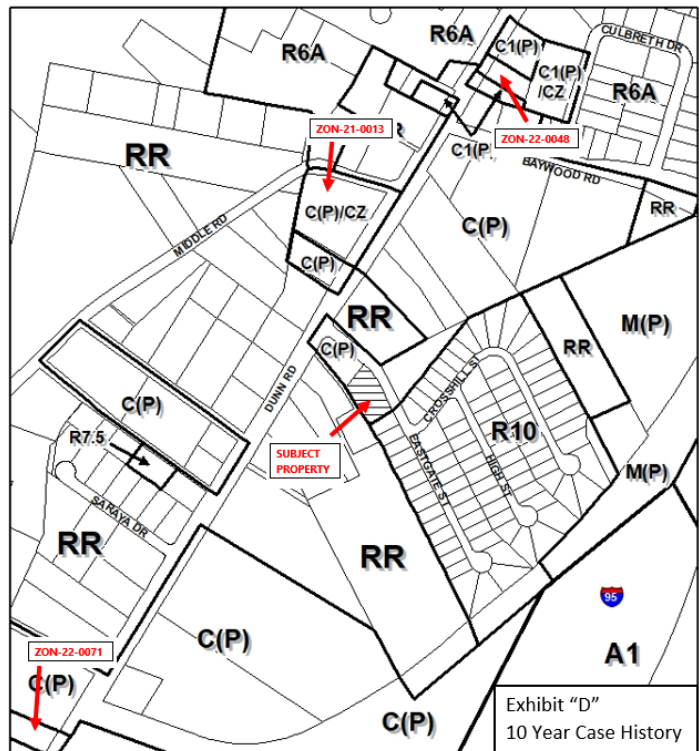 R6A
R6A
C1(P)
CULBRETH DR
C1(P)
/CZ
R6A
ZON-21-0013
RR
ZON-22-0048
C1(P)
BAYWOOD RD
RR
MIDDLE RD
C(P)/CZ
C(P)
C(P)
RR
M(P)
C(P)
RR
DUNN RD
CROSSHILL ST
C(P)
R10
R7.5
SUBJECT
PROPERTY
EASTGATE ST
HIGH ST
M(P)
SARAYA DR
RR
RR
95
C(P)
A1
ZON-22-0071
C(P)
C(P)
Exhibit “D”
10 Year Case History